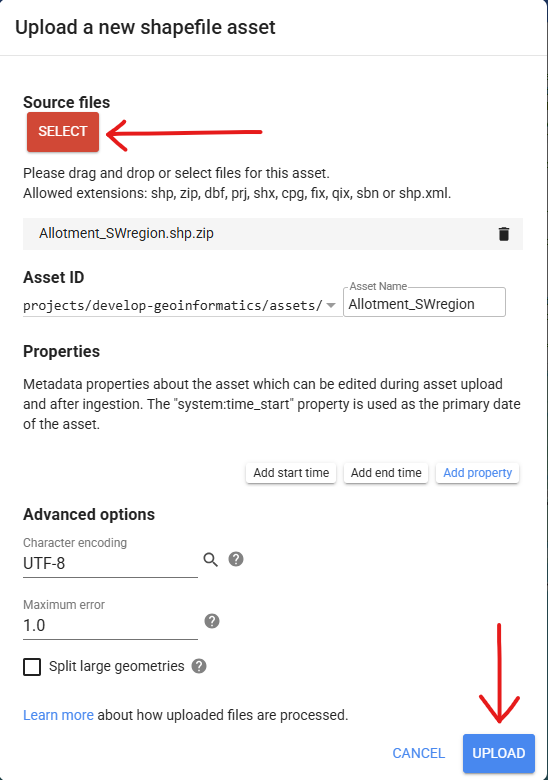 Upload a new shapefile asset
Source files
SELECT
Please drag and drop or select files for this asset.
Allowed extensions: shp, zip, dbf, prj, shx, cpg, fix, qix, sbn or shp.xml.
Allotment_SWregion.shp.zip
Asset ID
Asset Name
projects/develop-geoinformatics/assets/ Allotment_SWregion
Properties
Metadata properties about the asset which can be edited during asset upload
and after ingestion. The "system:time_start" property is used as the primary date
of the asset.
Add start time Add end time Add property
Advanced options
Character encoding
UTF-8
Maximum error
1.0
Split large geometries
Learn more about how uploaded files are processed.
CANCEL UPLOAD